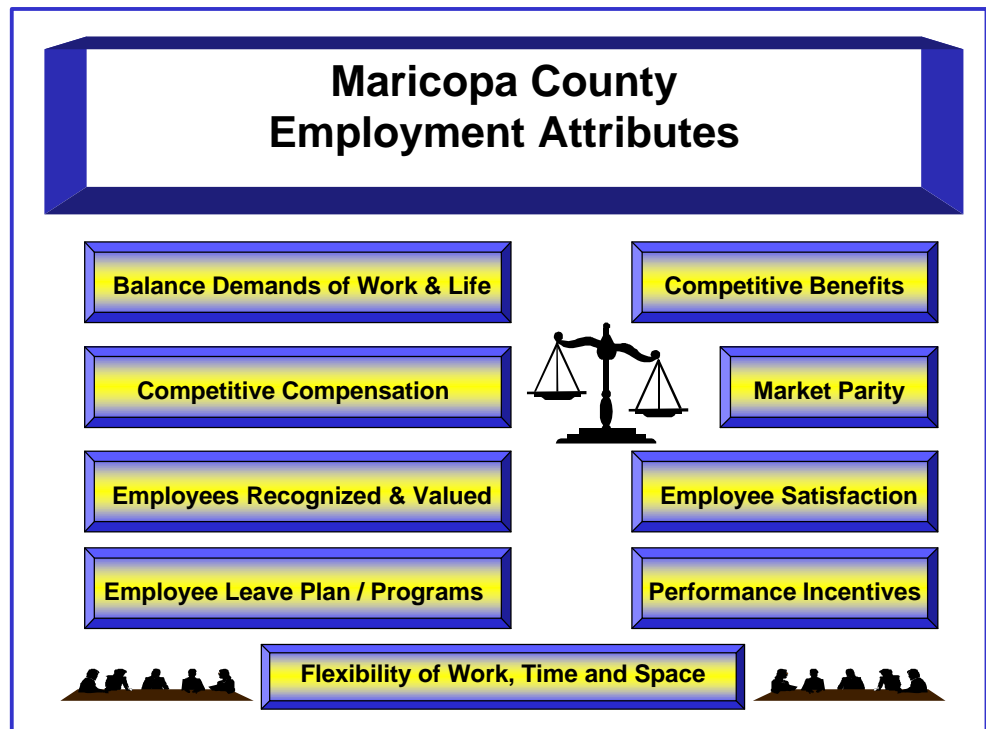 Maricopa County
Employment Attributes
Balance Demands of Work & Life
Competitive Benefits
Competitive Compensation
Market Parity
Employees Recognized & Valued
Employee Satisfaction
Employee Leave Plan / Programs
Performance Incentives
Flexibility of Work, Time and Space